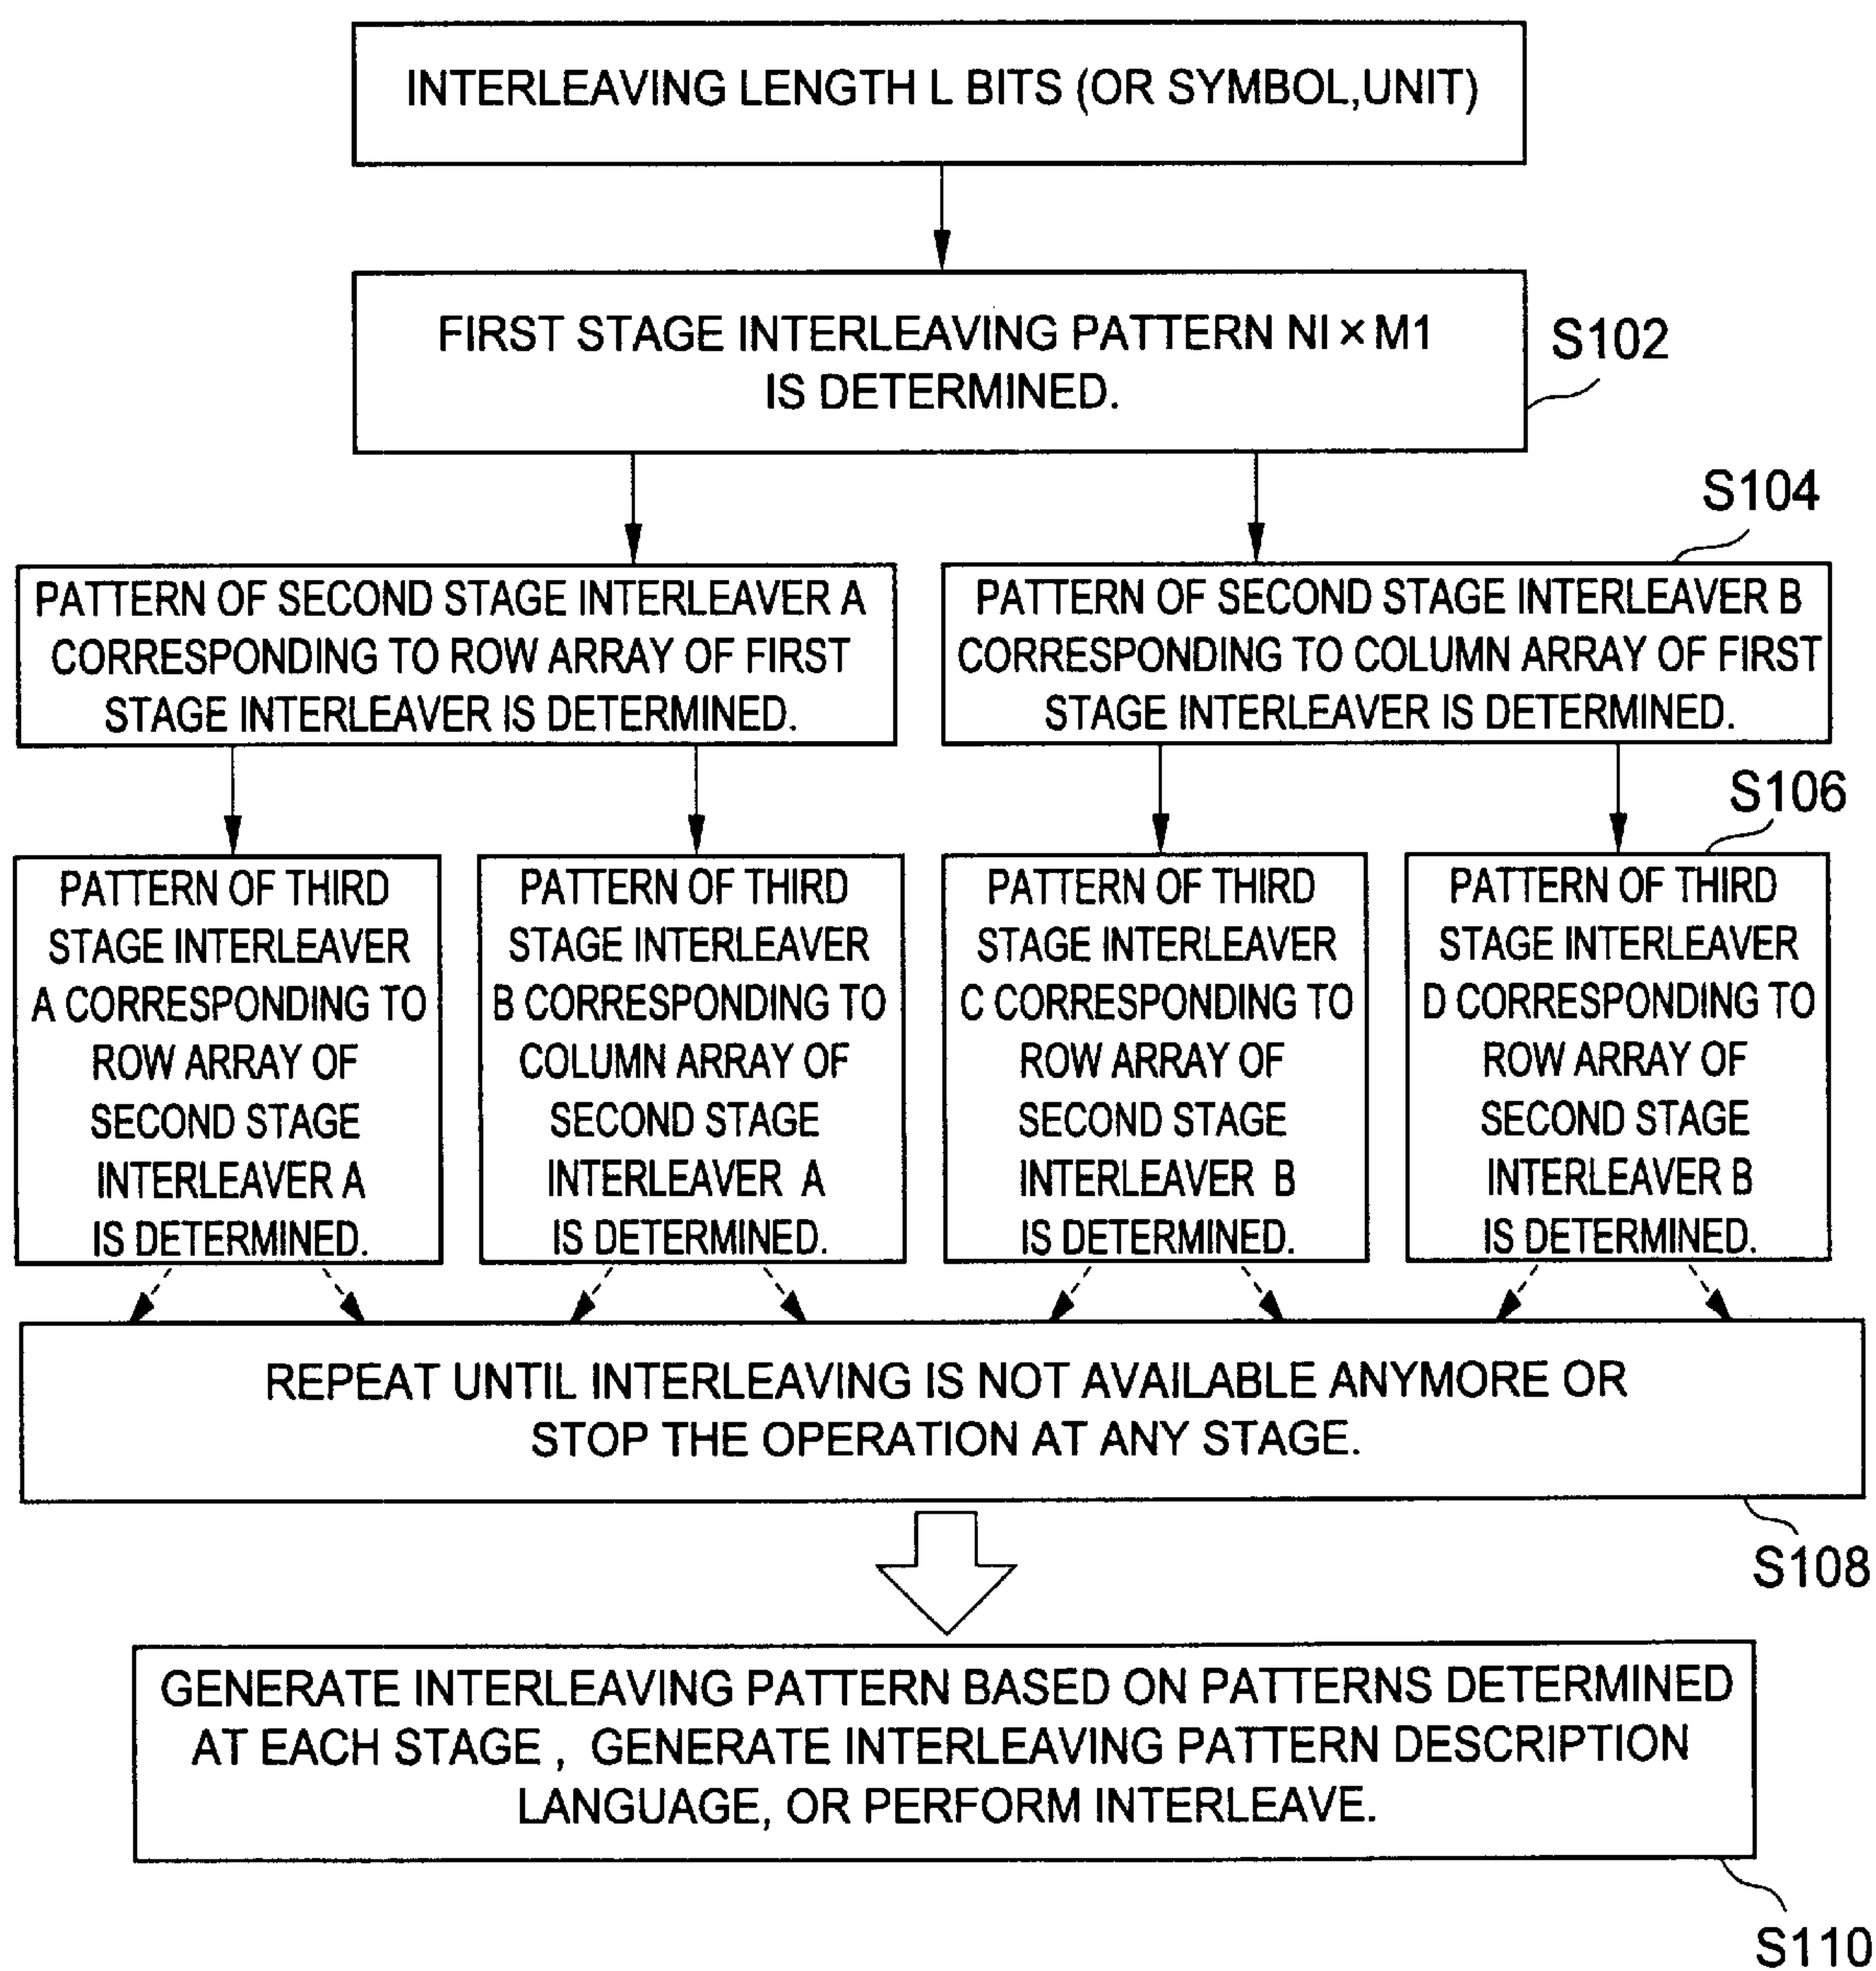 INTERLEAVING LENGTH L BITS (OR SYMBOL,UNIT)
FIRST STAGE INTERLEAVING PATTERN NI × M1
IS DETERMINED.
S102
S104
PATTERN OF SECOND STAGE INTERLEAVER A
CORRESPONDING TO ROW ARRAY OF FIRST
STAGE INTERLEAVER IS DETERMINED.
PATTERN OF SECOND STAGE INTERLEAVER B
CORRESPONDING TO COLUMN ARRAY OF FIRST
STAGE INTERLEAVER IS DETERMINED.
S106
PATTERN OF THIRD
STAGE INTERLEAVER
A CORRESPONDING TO
ROW ARRAY OF
SECOND STAGE
INTERLEAVER A
IS DETERMINED.
PATTERN OF THIRD
STAGE INTERLEAVER
B CORRESPONDING TO
COLUMN ARRAY OF
SECOND STAGE
INTERLEAVER A
IS DETERMINED.
PATTERN OF THIRD
STAGE INTERLEAVER
C CORRESPONDING TO
ROW ARRAY OF
SECOND STAGE
INTERLEAVER B
IS DETERMINED.
PATTERN OF THIRD
STAGE INTERLEAVER
D CORRESPONDING TO
ROW ARRAY OF
SECOND STAGE
INTERLEAVER B
IS DETERMINED.
REPEAT UNTIL INTERLEAVING IS NOT AVAILABLE ANYMORE OR
STOP THE OPERATION AT ANY STAGE.
S108
GENERATE INTERLEAVING PATTERN BASED ON PATTERNS DETERMINED
AT EACH STAGE , GENERATE INTERLEAVING PATTERN DESCRIPTION
LANGUAGE, OR PERFORM INTERLEAVE.
S110